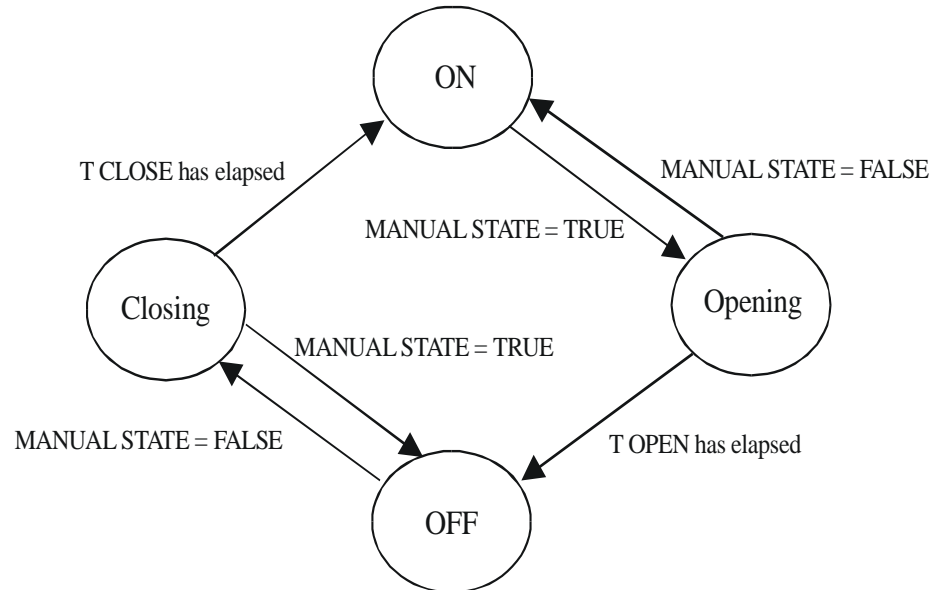 ON
T CLOSE has elapsed
MANUAL STATE = FALSE
MANUAL STATE = TRUE
Closing
Opening
MANUAL STATE = TRUE
MANUAL STATE = FALSE
T OPEN has elapsed
OFF